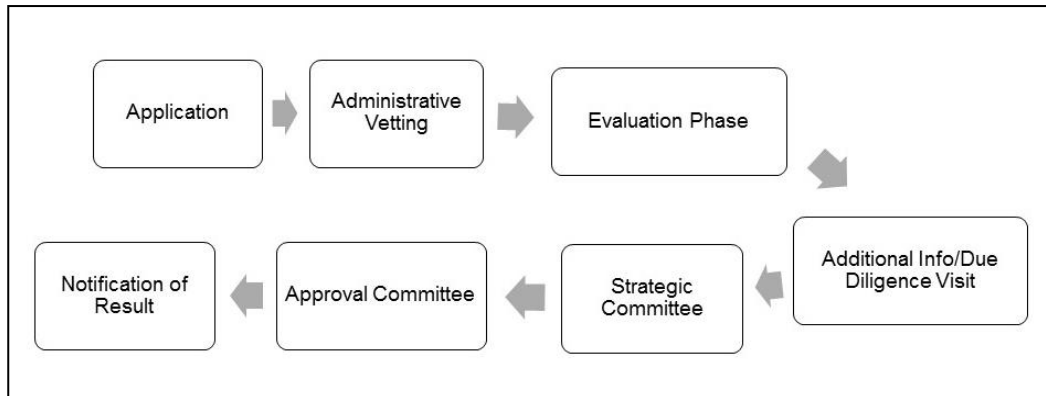 Application
Administrative
Vetting
Evaluation Phase
Additional Info/Due
Diligence Visit
Strategic
Committee
Approval Committee
Notification of
Result